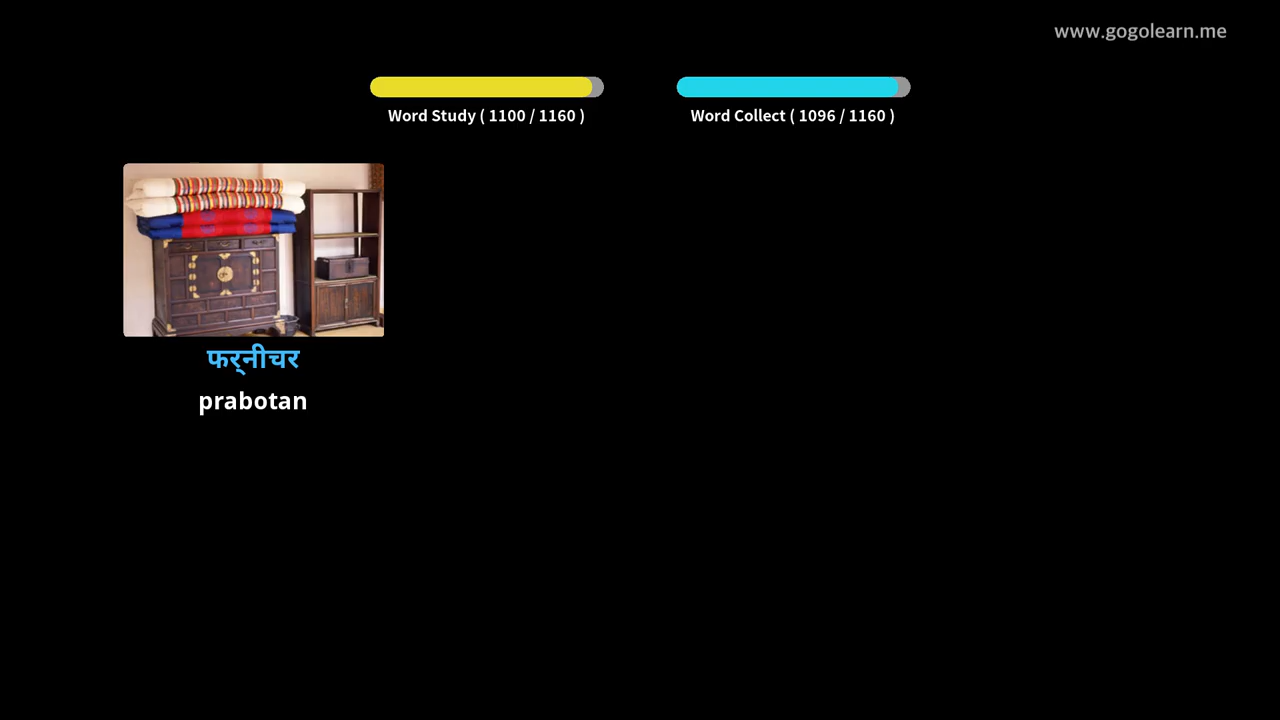 www.gogolearn.me
Word Study ( 1100 / 1160 )
Word Collect ( 1096 / 1160 )
फर्नीचर
prabotan